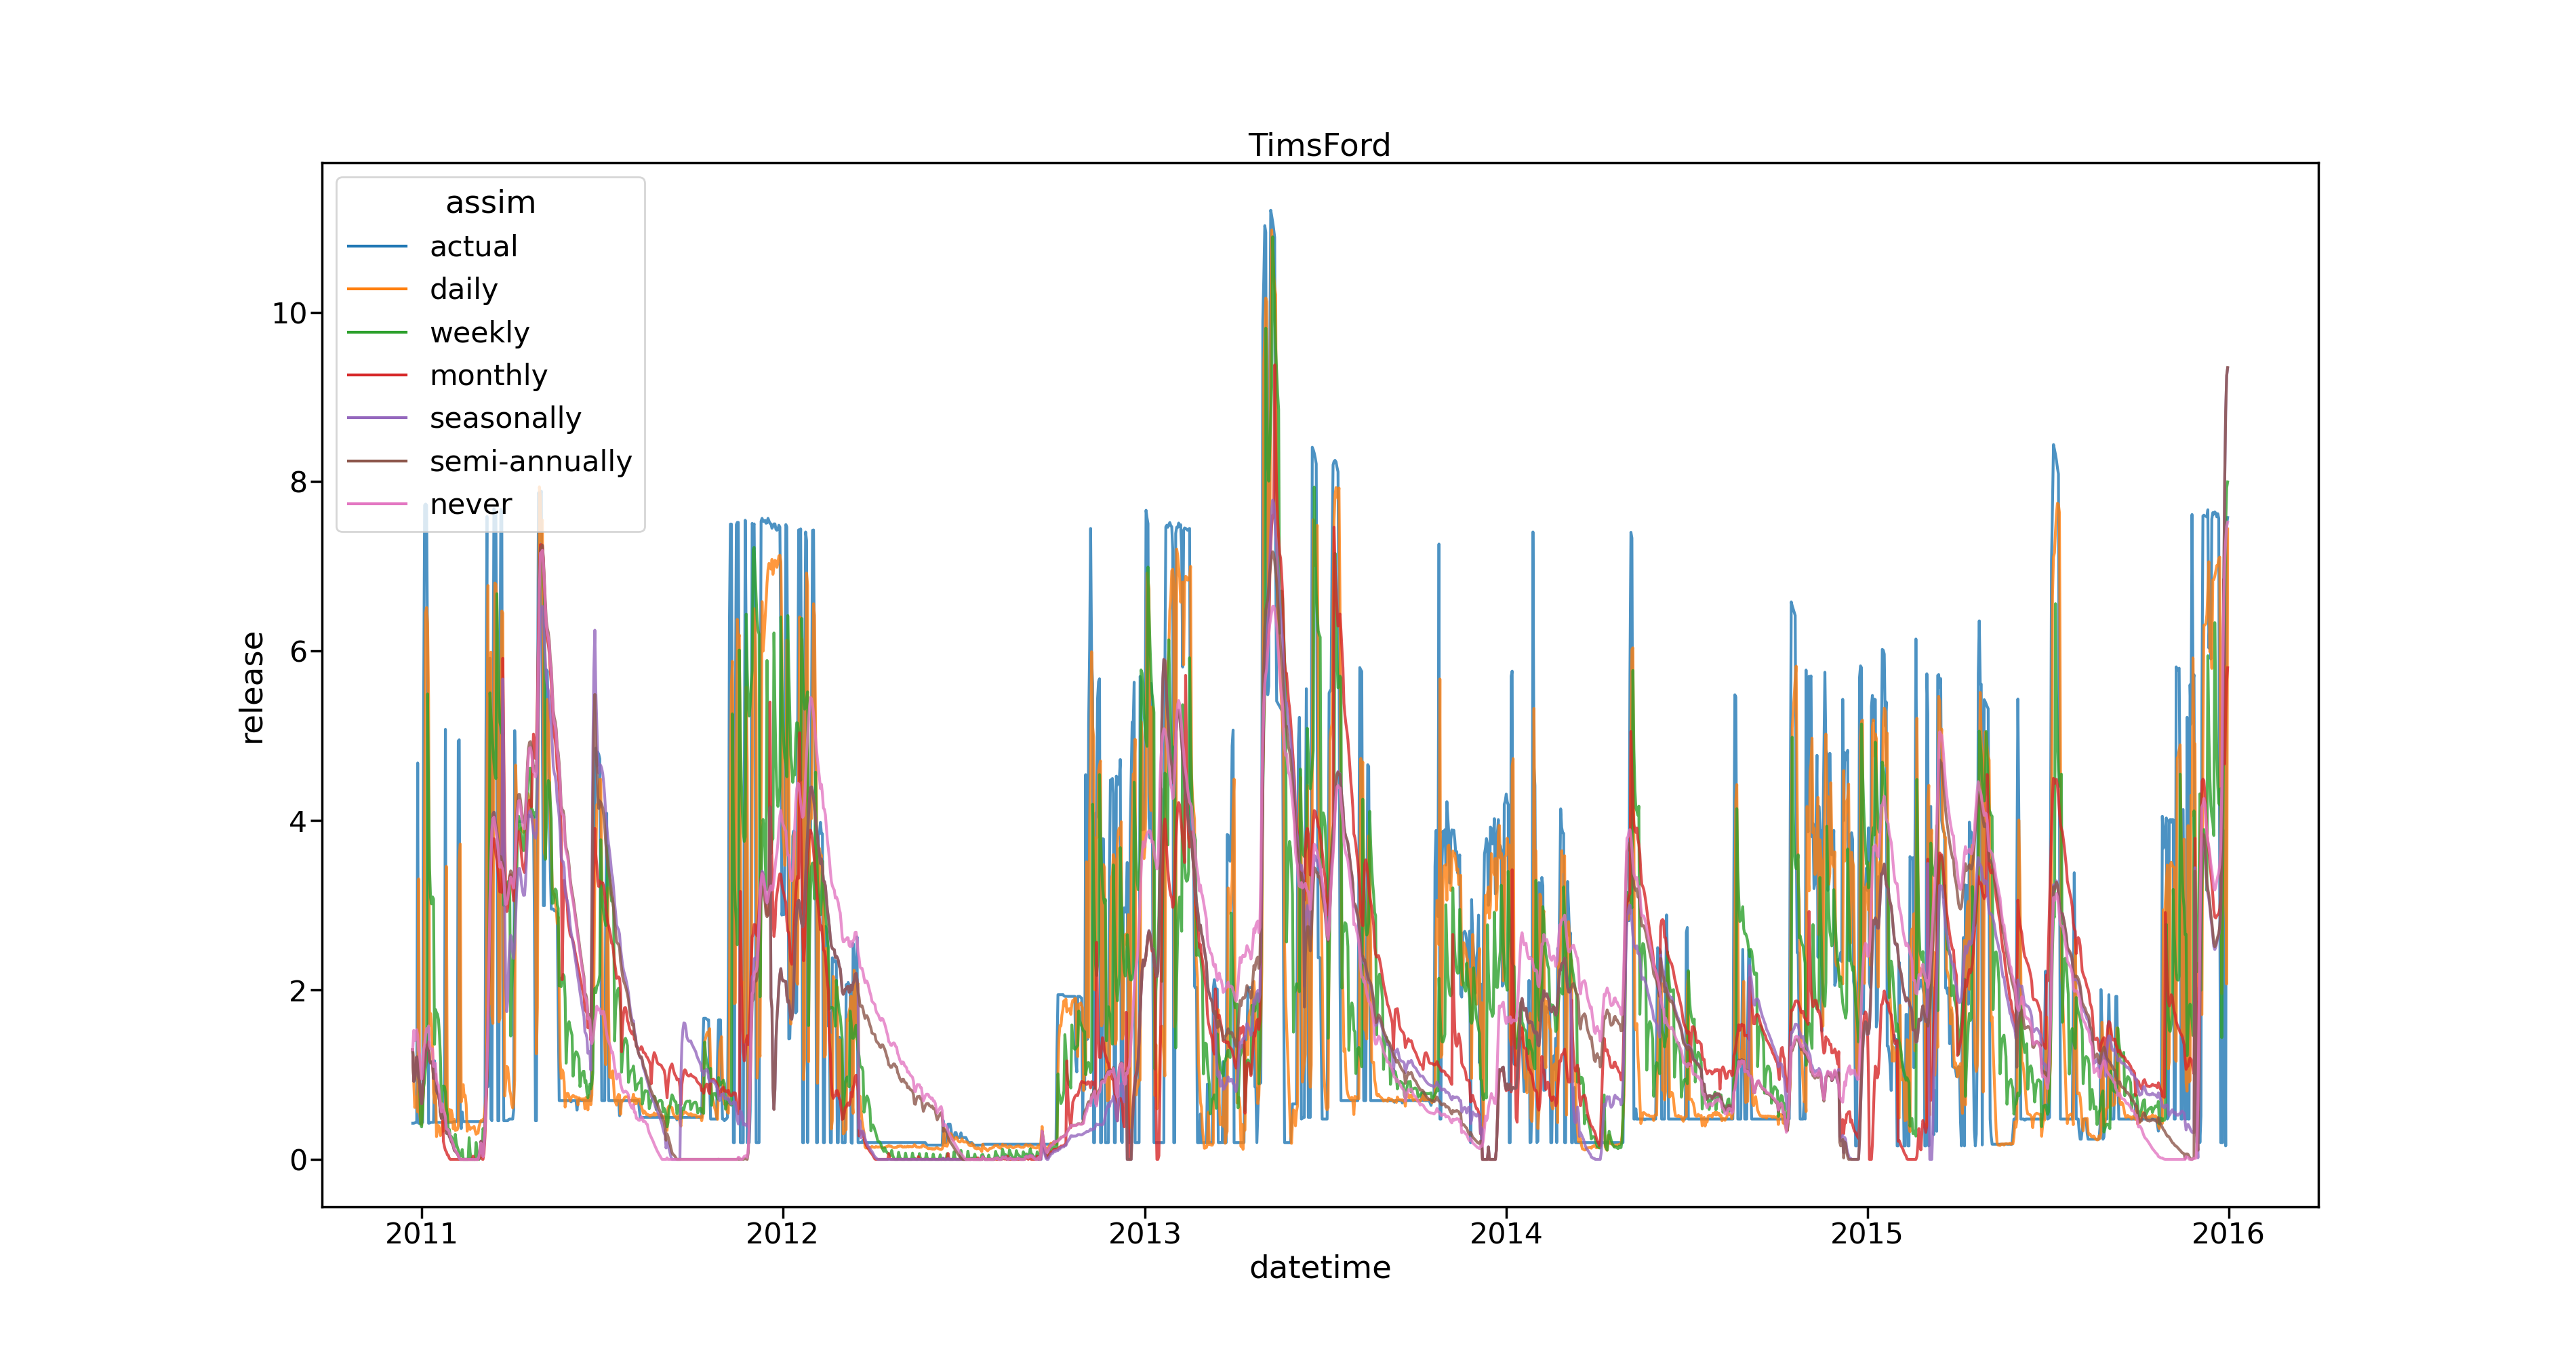 TimsFord
assim
actual
daily
weekly
monthly
seasonally
semi-annually
never
release
10
8
6
4
2
0
2011 2012 2013 2014 2015 2016
datetime